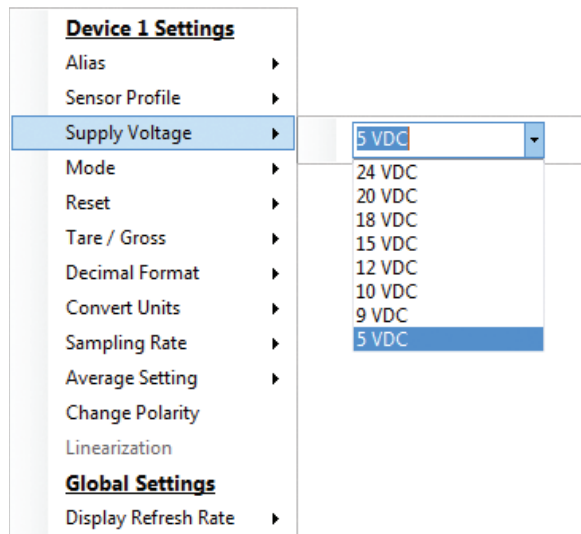 Device 1 Settings
Alias
Sensor Profile
Supply Voltage
Mode
Reset
Tare / Gross
Decimal Format
Convert Units
Sampling Rate
Average Setting
Change Polarity
Linearization
Global Settings
Display Refresh Rate
5 VDC
24 VDC
20 VDC
18 VDC
15 VDC
12 VDC
10 VDC
9 VDC
5 VDC